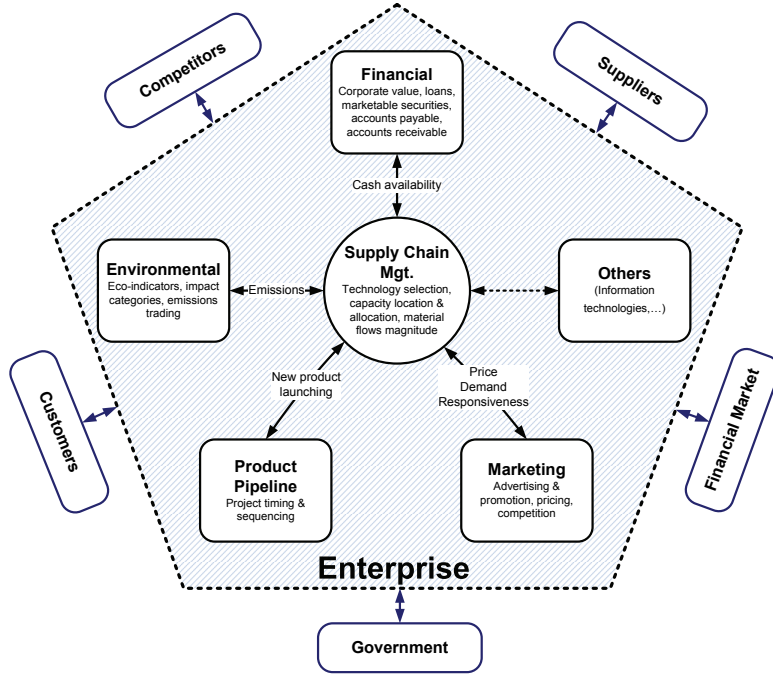 Competitors
Suppliers
Financial
Corporate value, loans,
marketable securities,
accounts payable,
accounts receivable
Cash availability
Environmental
Eco-indicators, impact
categories, emissions
trading
Emissions
Supply Chain
Mgt.
Technology selection,
capacity location &
allocation, material
flows magnitude
Others
(Information
technologies,...)
New product
launching
Price
Demand
Responsiveness
Customers
Financial Market
Product
Pipeline
Project timing &
sequencing
Marketing
Advertising &
promotion, pricing,
competition
Enterprise
Government